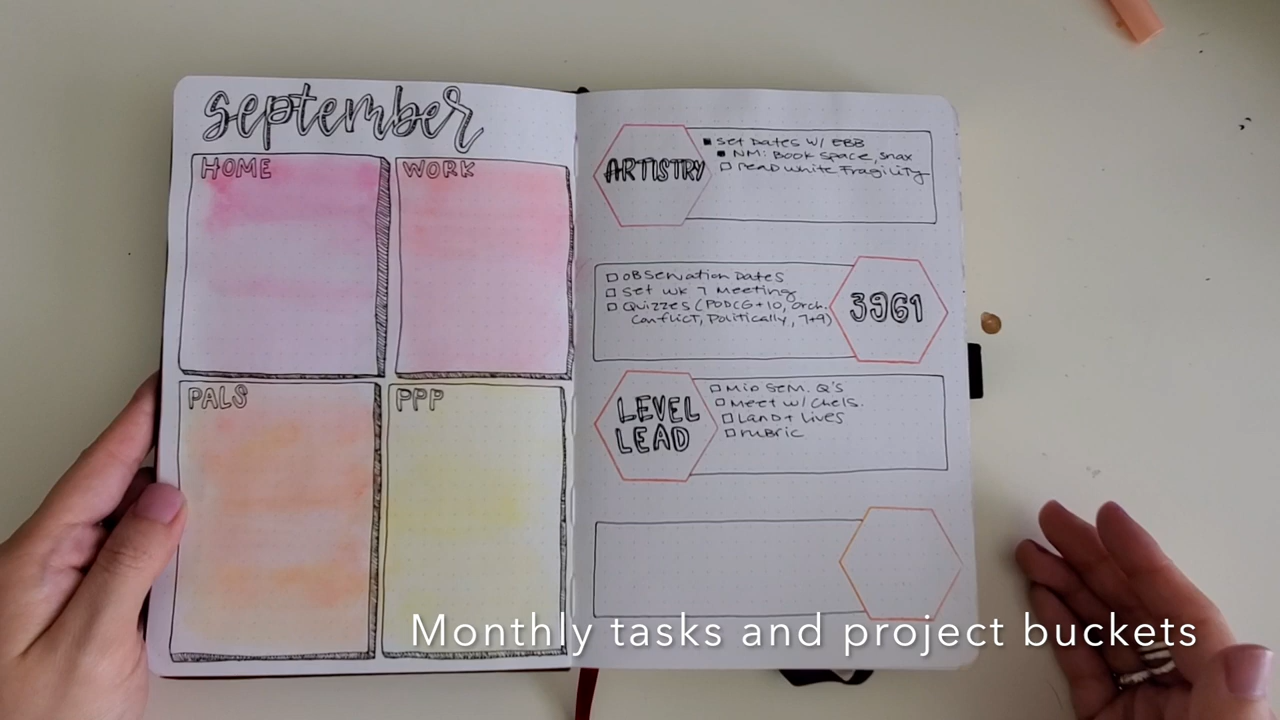 september
HOME
WORK
PALS
PPP
ARTISTRY
Set Dates w/ EBB
NM: Book space, snax
read White Fragility
Observation Dates
Set wk 7 Meeting
Quizzes (PODCG+10, Orch.
Conflict, Politically, 7+9)
3961
LEVEL
LEAD
Mid Sem. Q's
Meet w/ Chels.
Land + Lives
rubric
Monthly tasks and project buckets